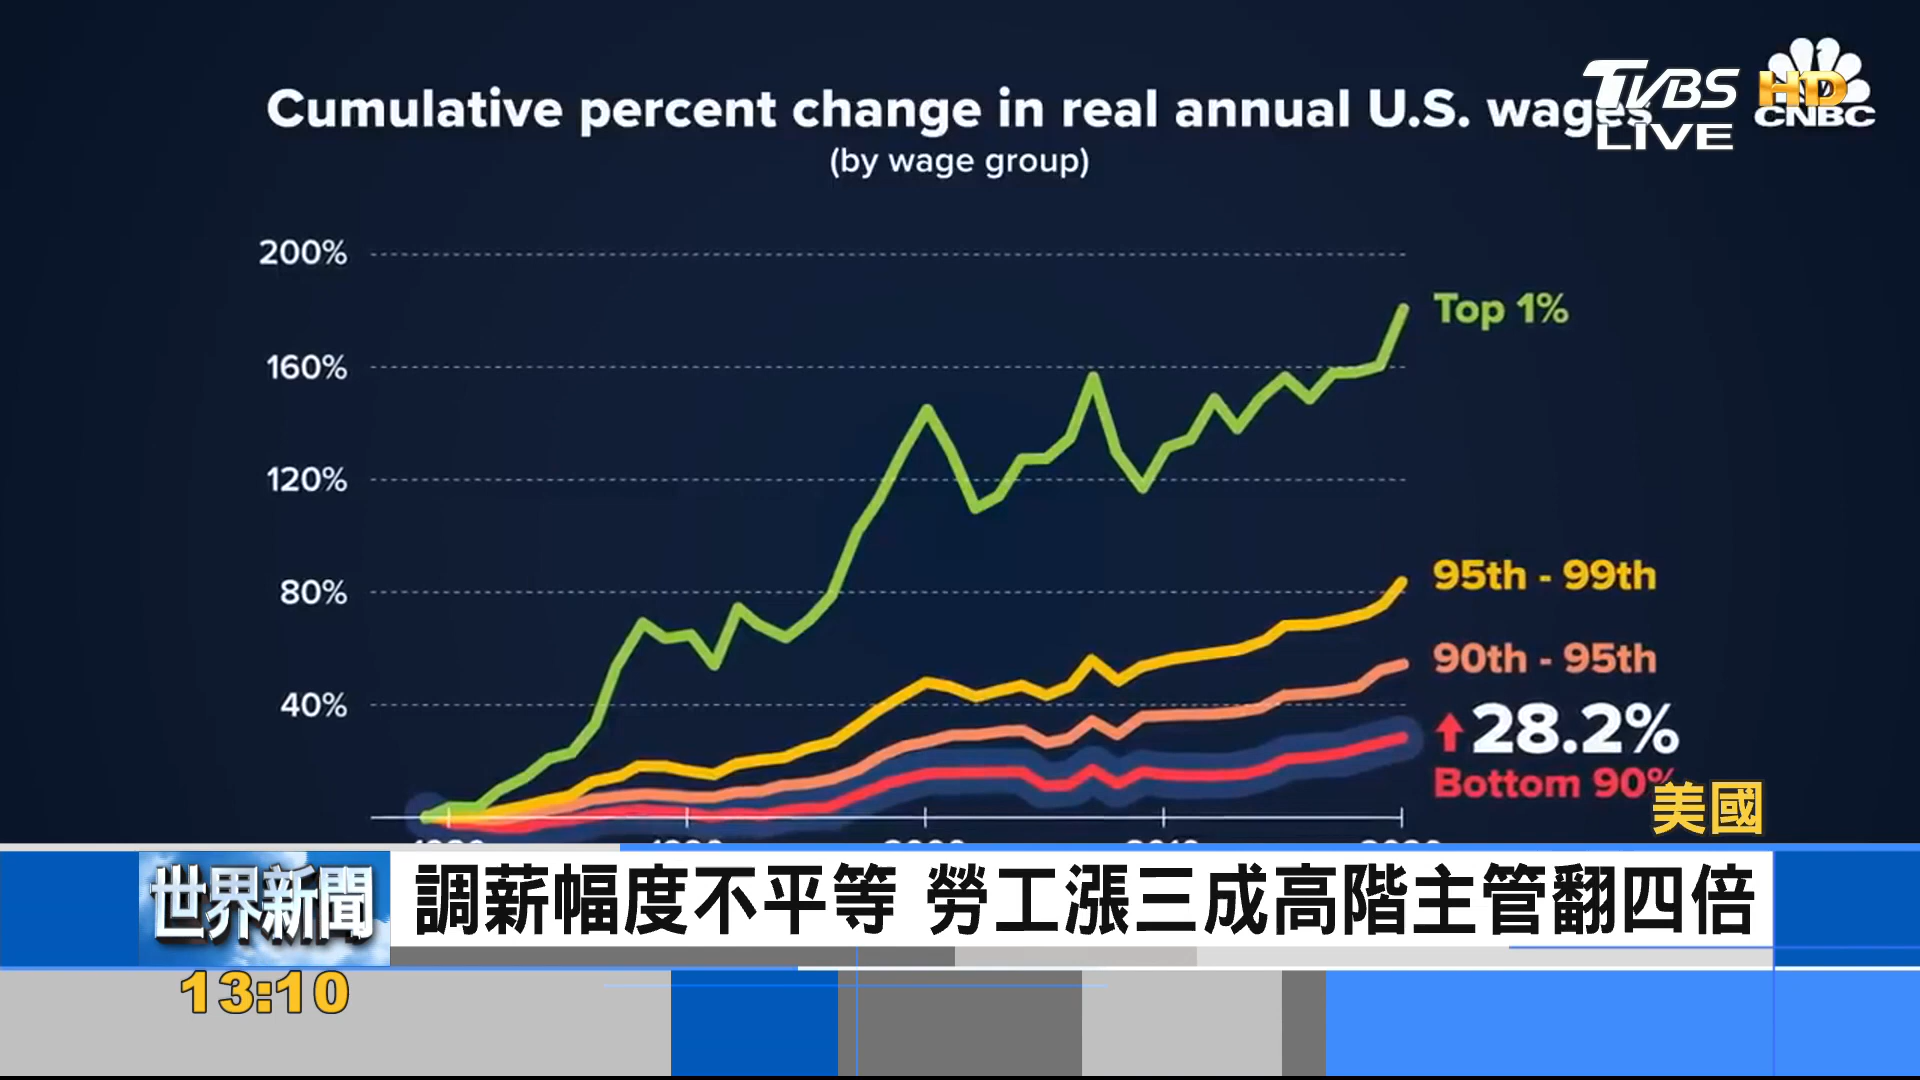 Cumulative percent change in real annual U.S. wages
(by wage group)
TVBS HD
LIVE
CNBC
200%
160%
120%
80%
40%
Top 1%
95th - 99th
90th - 95th
28.2%
Bottom 90%
美國
世界新聞
調薪幅度不平等 勞工漲三成高階主管翻四倍
13:10